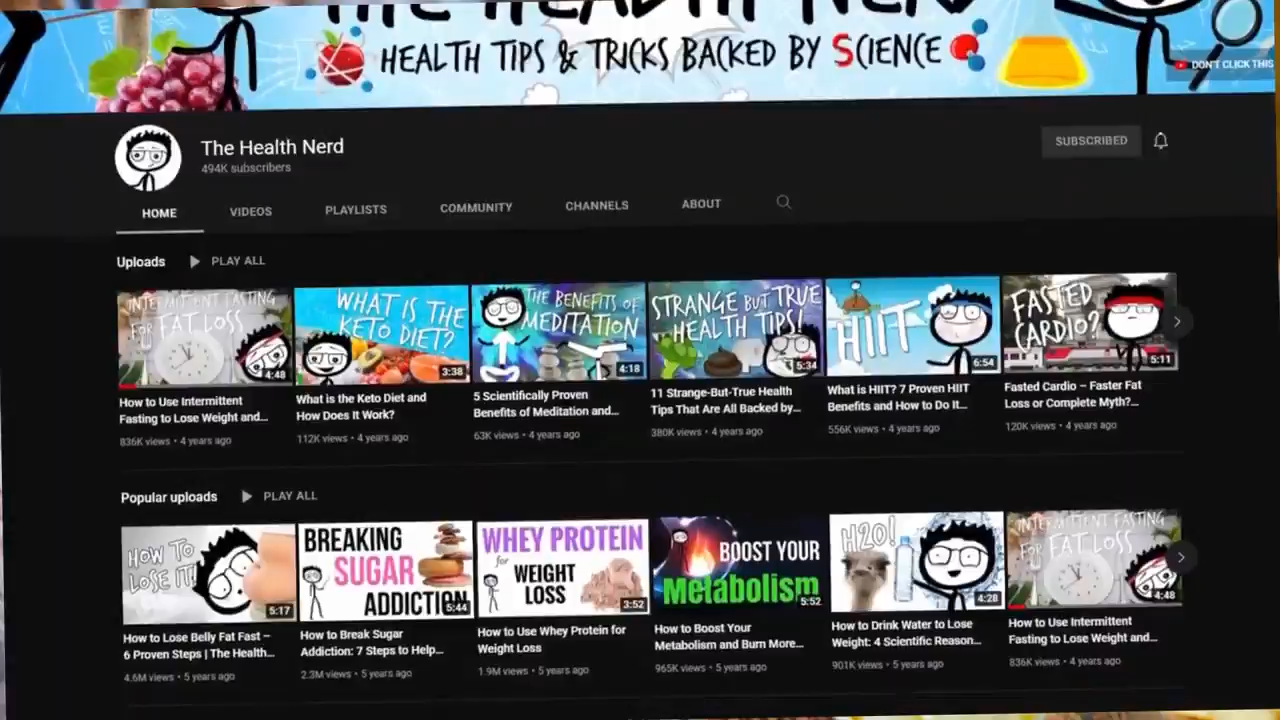 THE HEALTH NERD
HEALTH TIPS & TRICKS BACKED BY SCIENCE
DON'T CLICK THIS
The Health Nerd
494K subscribers
SUBSCRIBED
HOME VIDEOS PLAYLISTS COMMUNITY CHANNELS ABOUT
Uploads PLAY ALL
INTERMITTENT FASTING
FOR FAT LOSS
4:48
WHAT IS THE
KETO DIET?
3:38
THE BENEFITS OF
MEDITATION
4:18
STRANGE BUT TRUE
HEALTH TIPS!
5:34
HIIT
6:54
FASTED
CARDIO?
5:11
How to Use Intermittent
Fasting to Lose Weight and...
836K views • 4 years ago
What is the Keto Diet and
How Does It Work?
112K views • 4 years ago
5 Scientifically Proven
Benefits of Meditation and...
63K views • 4 years ago
11 Strange-But-True Health
Tips That Are All Backed by...
380K views • 4 years ago
What is HIIT? 7 Proven HIIT
Benefits and How to Do It...
556K views • 4 years ago
Fasted Cardio – Faster Fat
Loss or Complete Myth?...
120K views • 4 years ago
Popular uploads PLAY ALL
HOW TO
LOSE IT!
5:17
BREAKING
SUGAR
ADDICTION
5:44
WHEY PROTEIN
for
WEIGHT
LOSS
3:52
BOOST YOUR
Metabolism
5:52
H2O!
4:28
INTERMITTENT FASTING
FOR FAT LOSS
4:48
How to Lose Belly Fat Fast –
6 Proven Steps | The Health...
4.6M views • 5 years ago
How to Break Sugar
Addiction: 7 Steps to Help...
2.3M views • 5 years ago
How to Use Whey Protein for
Weight Loss
1.9M views • 5 years ago
How to Boost Your
Metabolism and Burn More...
965K views • 5 years ago
How to Drink Water to Lose
Weight: 4 Scientific Reason...
901K views • 5 years ago
How to Use Intermittent
Fasting to Lose Weight and...
836K views • 4 years ago